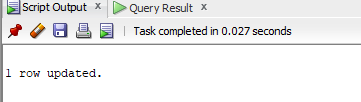 Script Output x Query Result x
Task completed in 0.027 seconds
1 row updated.